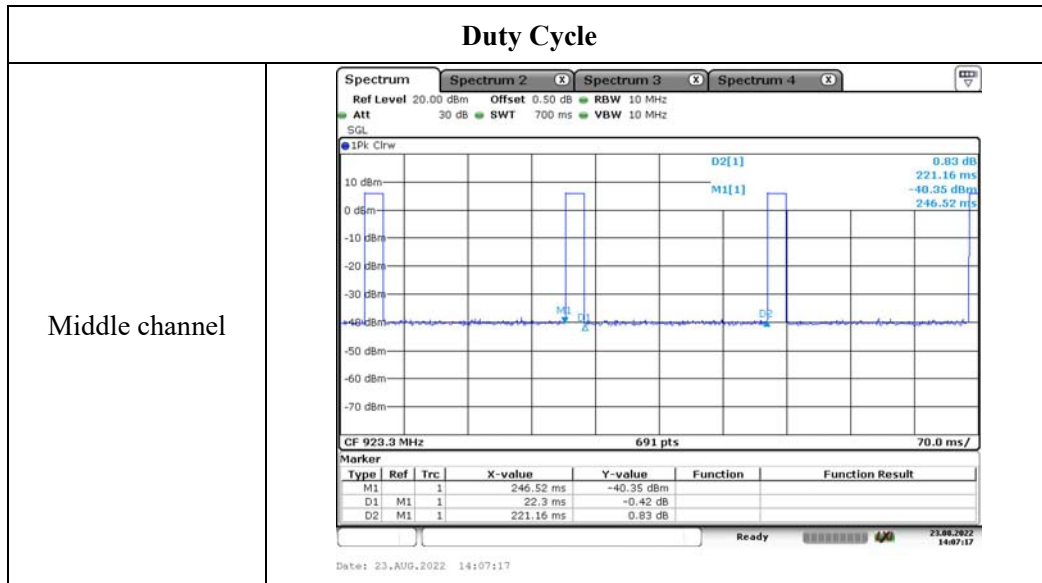 Duty Cycle
Middle channel
Spectrum Spectrum 2 X Spectrum 3 X Spectrum 4 X
Ref Level 20.00 dBm Offset 0.50 dB RBW 10 MHz
Att 30 dB SWT 700 ms VBW 10 MHz
SGL
1Pk Clrw
D2[1] 0.83 dB
221.16 ms
M1[1] -40.35 dBm
246.52 ms
10 dBm
0 dBm
-10 dBm
-20 dBm
-30 dBm
M1 D1 D2
-40 dBm
-50 dBm
-60 dBm
-70 dBm
CF 923.3 MHz 691 pts 70.0 ms/
Marker
Type Ref Trc X-value Y-value Function Function Result
M1 1 246.52 ms -40.35 dBm
D1 M1 1 22.3 ms -0.42 dB
D2 M1 1 221.16 ms 0.83 dB
Ready 23.08.2022
14:07:17
Date: 23.AUG.2022 14:07:17